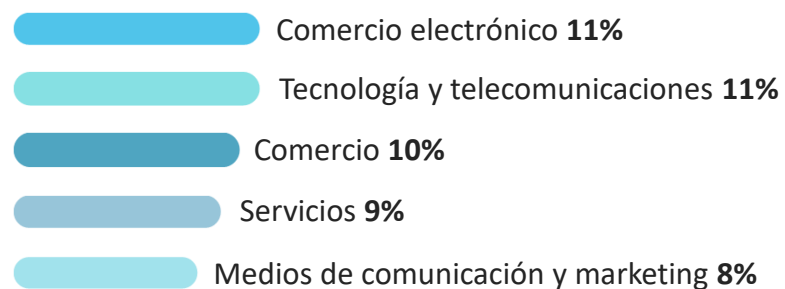 Comercio electrónico 11%
Tecnología y telecomunicaciones 11%
Comercio 10%
Servicios 9%
Medios de comunicación y marketing 8%